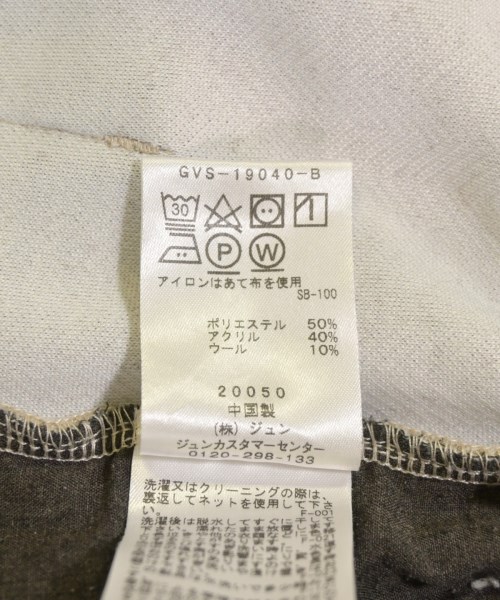 GVS-19040-B
30
P W
アイロンはあて布を使用
SB-100
ポリエステル 50%
アクリル 40%
ウール 10%
20050
中国製
(株) ジュン
ジュンカスタマーセンター
0120-298-133
洗濯又はクリーニングの際は、
裏返してネットを使用して下さ
い。 F-001